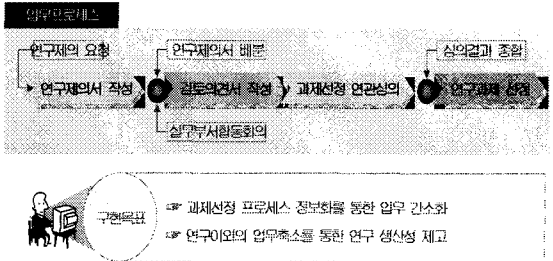 업무프로세스
연구제의 요청
연구제의서 배분
심의결과 종합
연구제의서 작성
검토의견서 작성
과제선정 연관심의
연구과제 선정
실무부서합동회의
구현목표
☞ 과제선정 프로세스 정보화를 통한 업무 간소화
☞ 연구이외의 업무축소를 통한 연구 생산성 제고